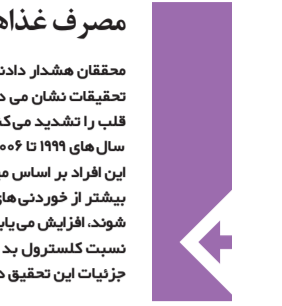 مصرف غذاه
محققان هشدار دادن
تحقیقات نشان می د
قلب را تشدید می‌ک
سال های ۱۹۹۹ تا ۰۰۶
این افراد بر اساس م
بیشتر از خوردنی ها
شوند، افزایش می‌یاب
نسبت کلسترول بد
جزئیات این تحقیق د